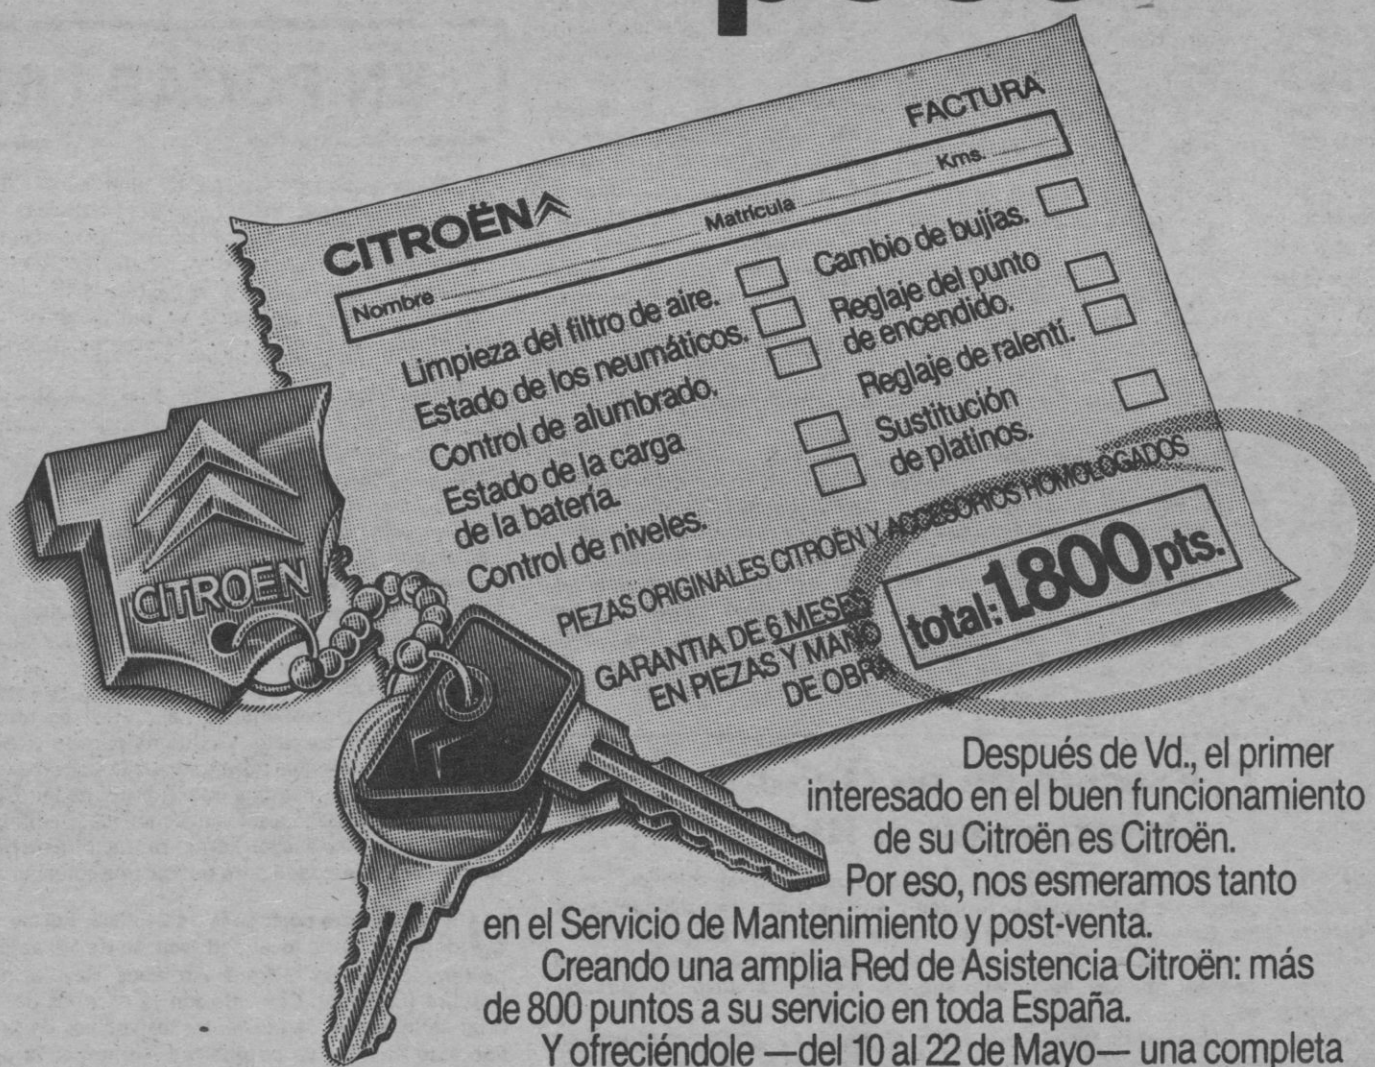 FACTURA
CITROËN
Nombre Matrícula Kms.
Limpieza del filtro de aire.
Estado de los neumáticos.
Control de alumbrado.
Estado de la carga
de la batería.
Control de niveles.
Cambio de bujías.
Reglaje del punto
de encendido.
Reglaje de ralentí.
Sustitución
de platinos.
PIEZAS ORIGINALES CITROËN Y ACCESORIOS HOMOLOGADOS
GARANTIA DE 6 MESES
EN PIEZAS Y MANO
DE OBRA
total: 1.800 pts.
CITROEN
Después de Vd., el primer
interesado en el buen funcionamiento
de su Citroën es Citroën.
Por eso, nos esmeramos tanto
en el Servicio de Mantenimiento y post-venta.
Creando una amplia Red de Asistencia Citroën: más
de 800 puntos a su servicio en toda España.
Y ofreciéndole —del 10 al 22 de Mayo— una completa